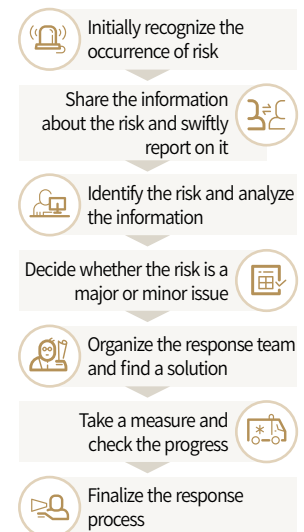 Initially recognize the
occurrence of risk
Share the information
about the risk and swiftly
report on it
Identify the risk and analyze
the information
Decide whether the risk is a
major or minor issue
Organize the response team
and find a solution
Take a measure and
check the progress
Finalize the response
process